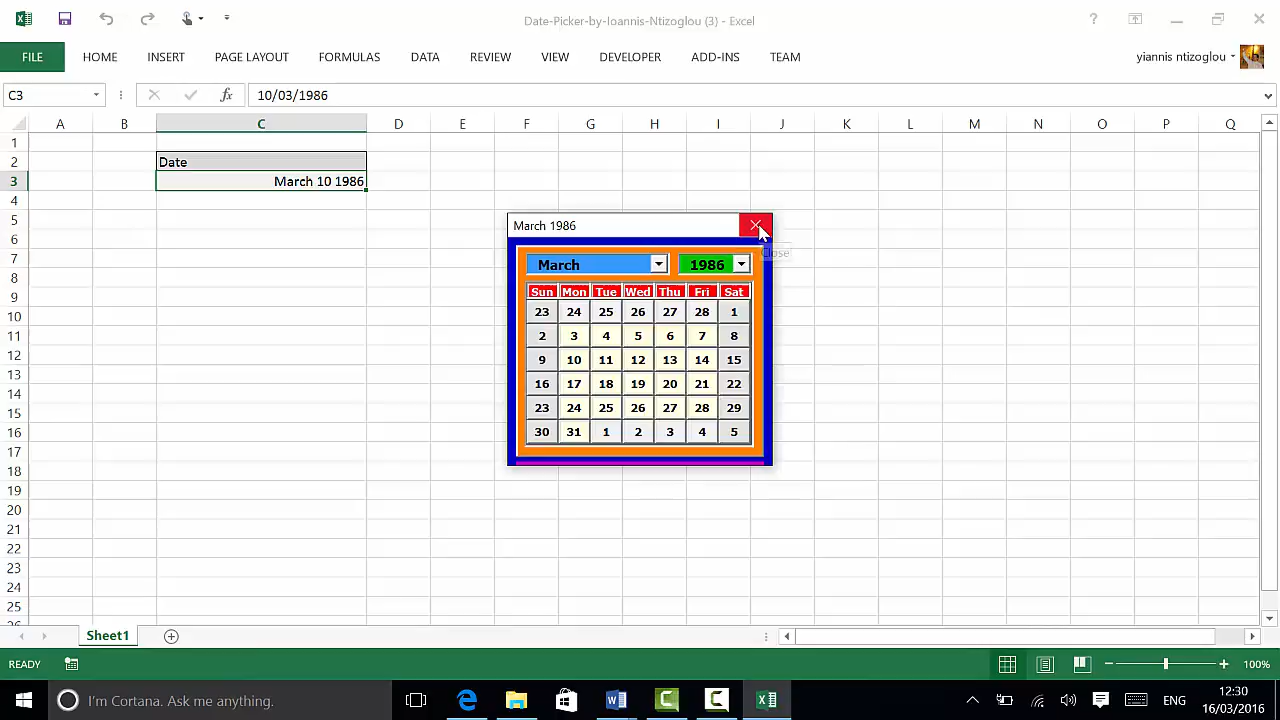 Date-Picker-by-Ioannis-Ntizoglou (3) - Excel
?
FILE HOME INSERT PAGE LAYOUT FORMULAS DATA REVIEW VIEW DEVELOPER ADD-INS TEAM
yiannis ntizoglou
C3 fx 10/03/1986
A B C D E F G H I J K L M N O P Q
1
2 Date
3 March 10 1986
4
5
6
7
8
9
10
11
12
13
14
15
16
17
18
19
20
21
22
23
24
25
March 1986
Close
March 1986
Sun Mon Tue Wed Thu Fri Sat
23 24 25 26 27 28 1
2 3 4 5 6 7 8
9 10 11 12 13 14 15
16 17 18 19 20 21 22
23 24 25 26 27 28 29
30 31 1 2 3 4 5
Sheet1
READY 100%
I'm Cortana. Ask me anything.
ENG
12:30
16/03/2016